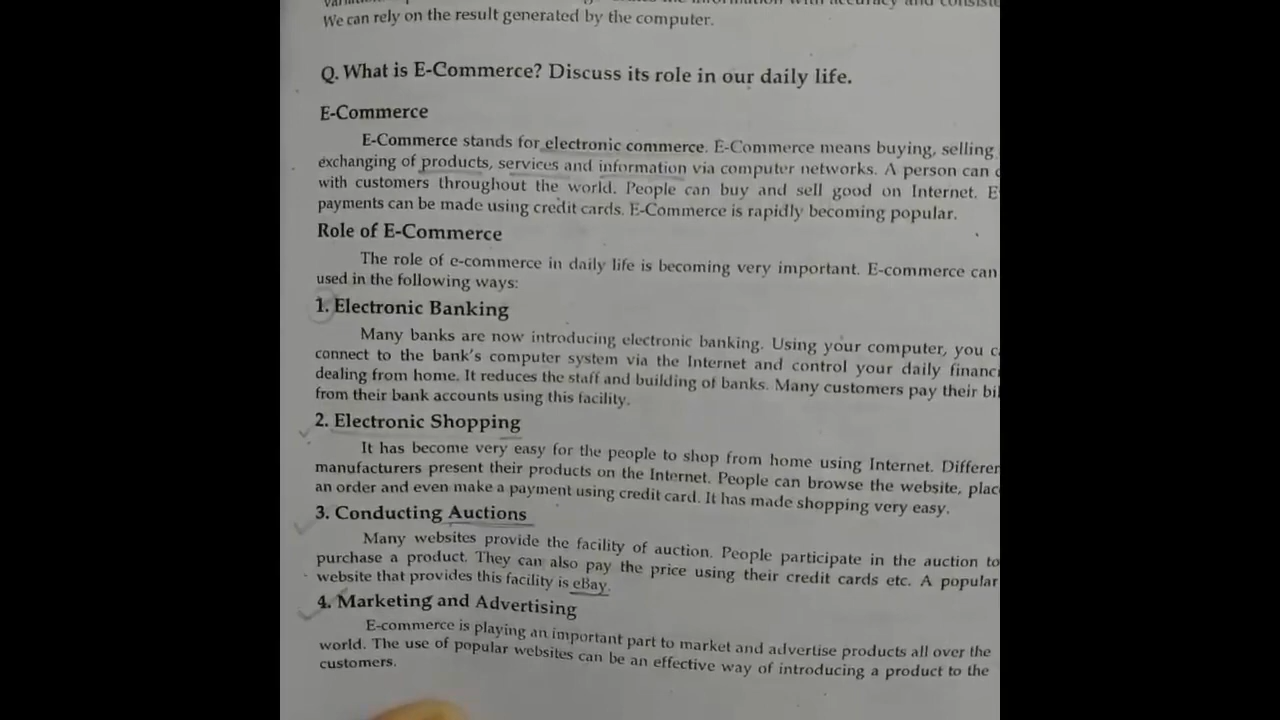 We can rely on the result generated by the computer.
Q. What is E-Commerce? Discuss its role in our daily life.
E-Commerce
E-Commerce stands for electronic commerce. E-Commerce means buying, selling
exchanging of products, services and information via computer networks. A person can
with customers throughout the world. People can buy and sell good on Internet.
payments can be made using credit cards. E-Commerce is rapidly becoming popular.
Role of E-Commerce
The role of e-commerce in daily life is becoming very important. E-commerce can
used in the following ways:
1. Electronic Banking
Many banks are now introducing electronic banking. Using your computer, you
connect to the bank's computer system via the Internet and control your daily
dealing from home. It reduces the staff and building of banks. Many customers pay their
from their bank accounts using this facility.
2. Electronic Shopping
It has become very easy for the people to shop from home using Internet.
manufacturers present their products on the Internet. People can browse the website,
an order and even make a payment using credit card. It has made shopping very easy.
3. Conducting Auctions
Many websites provide the facility of auction. People participate in the auction to
purchase a product. They can also pay the price using their credit cards etc. A popular
website that provides this facility is eBay.
4. Marketing and Advertising
E-commerce is playing an important part to market and advertise products all over the
world. The use of popular websites can be an effective way of introducing a product to the
customers.